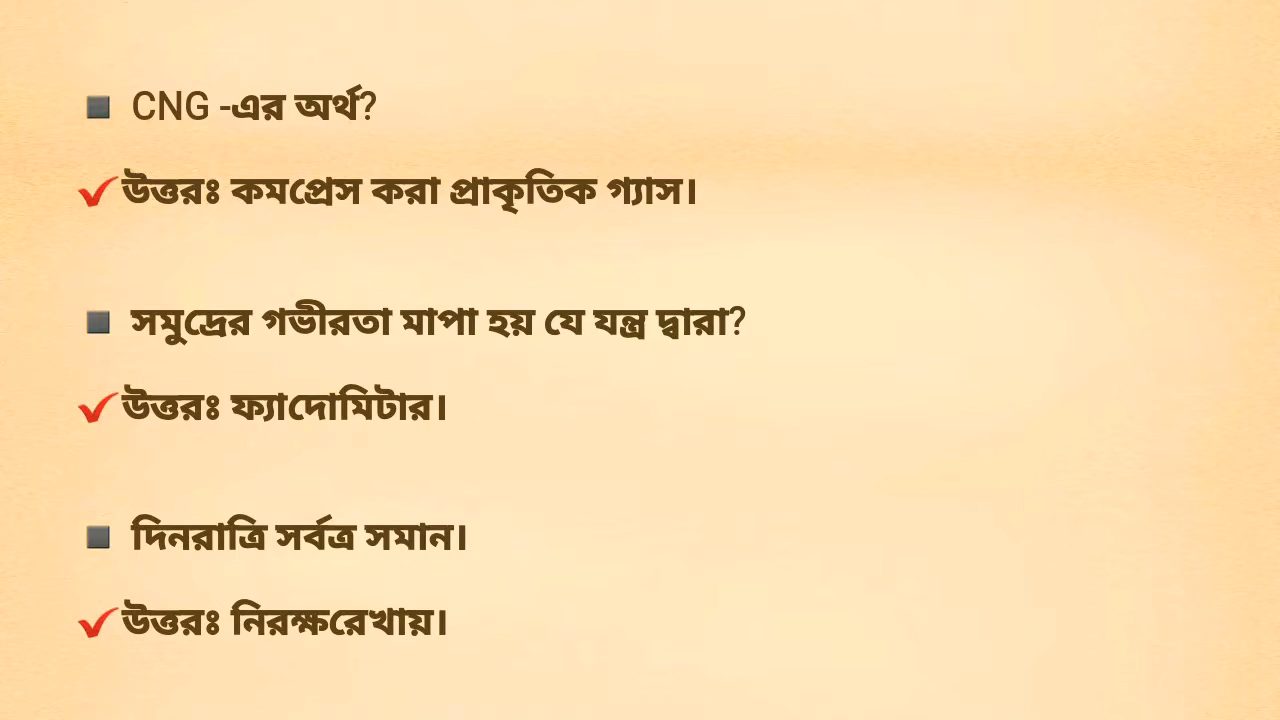 ◾ CNG -এর অর্থ?
✔উত্তরঃ কমপ্রেস করা প্রাকৃতিক গ্যাস।
◾ সমুদ্রের গভীরতা মাপা হয় যে যন্ত্র দ্বারা?
✔উত্তরঃ ফ্যাদোমিটার।
◾ দিনরাত্রি সর্বত্র সমান।
✔উত্তরঃ নিরক্ষরেখায়।